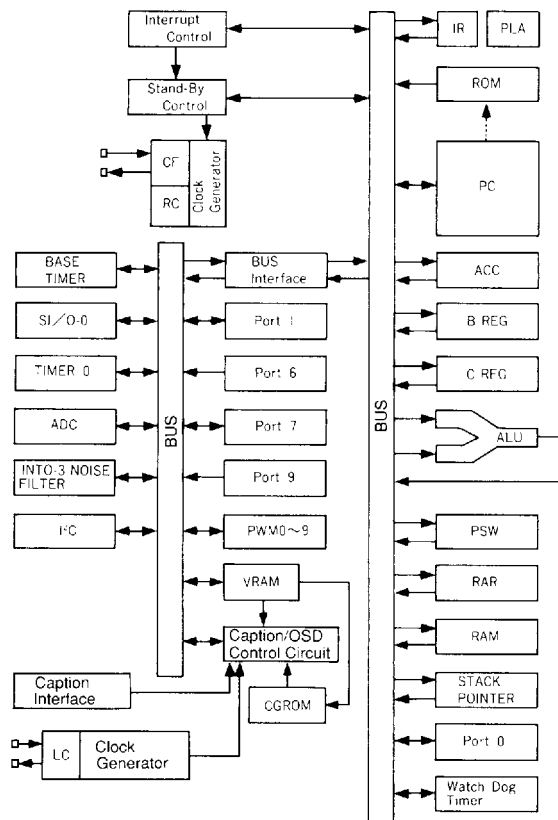 Interrupt
Control
IR
PLA
Stand-By
Control
ROM
CF
RC
Clock
Generator
PC
BASE
TIMER
BUS
Interface
ACC
SI/O-0
Port 1
B REG
TIMER 0
Port 6
C REG
ADC
BUS
Port 7
BUS
ALU
INT0-3 NOISE
FILTER
Port 9
I²C
PWM0~9
PSW
VRAM
RAR
Caption/OSD
Control Circuit
RAM
Caption
Interface
CGROM
STACK
POINTER
LC
Clock
Generator
Port 0
Watch Dog
Timer